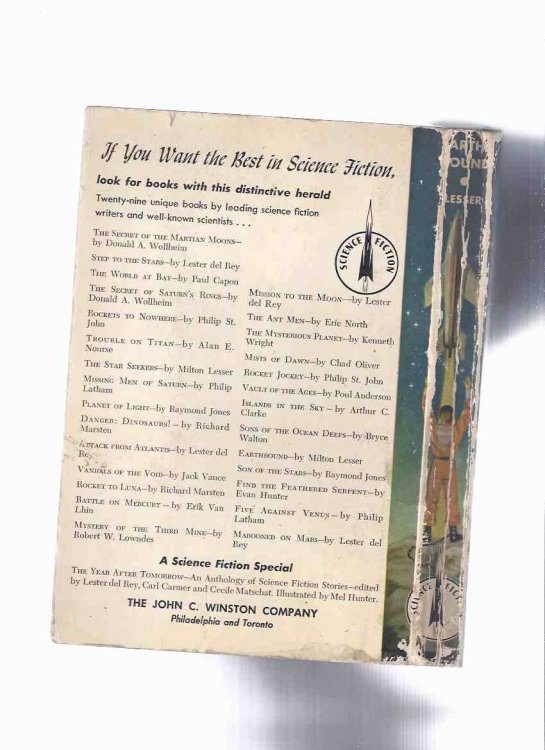 If You Want the Best in Science Fiction,
look for books with this distinctive herald
Twenty-nine unique books by leading science fiction
writers and well-known scientists . . .
THE SECRET OF THE MARTIAN MOONS—
by Donald A. Wollheim
STEP TO THE STARS—by Lester del Rey
THE WORLD AT BAY—by Paul Capon
THE SECRET OF SATURN'S RINGS—by
Donald A. Wollheim
ROCKETS TO NOWHERE—by Philip St.
John
TROUBLE ON TITAN—by Alan E.
Nourse
THE STAR SEEKERS—by Milton Lesser
MISSING MEN OF SATURN—by Philip
Latham
PLANET OF LIGHT—by Raymond Jones
DANGER: DINOSAURS!—by Richard
Marsten
ATTACK FROM ATLANTIS—by Lester del
Rey
VANDALS OF THE VOID—by Jack Vance
ROCKET TO LUNA—by Richard Marsten
BATTLE ON MERCURY—by Erik Van
Lhin
MYSTERY OF THE THIRD MINE—by
Robert W. Lowndes
SCIENCE FICTION
MISSION TO THE MOON—by Lester
del Rey
THE ANT MEN—by Eric North
THE MYSTERIOUS PLANET—by Kenneth
Wright
MISTS OF DAWN—by Chad Oliver
ROCKET JOCKEY—by Philip St. John
VAULT OF THE AGES—by Poul Anderson
ISLANDS IN THE SKY—by Arthur C.
Clarke
SONS OF THE OCEAN DEEPS—by Bryce
Walton
EARTHBOUND—by Milton Lesser
SON OF THE STARS—by Raymond Jones
FIND THE FEATHERED SERPENT—by
Evan Hunter
FIVE AGAINST VENUS—by Philip
Latham
MAROONED ON MARS—by Lester del
Rey
A Science Fiction Special
THE YEAR AFTER TOMORROW—An Anthology of Science Fiction Stories—edited
by Lester del Rey, Carl Carmer and Cecile Matschat. Illustrated by Mel Hunter.
THE JOHN C. WINSTON COMPANY
Philadelphia and Toronto
ARTH
OUND
LESSER